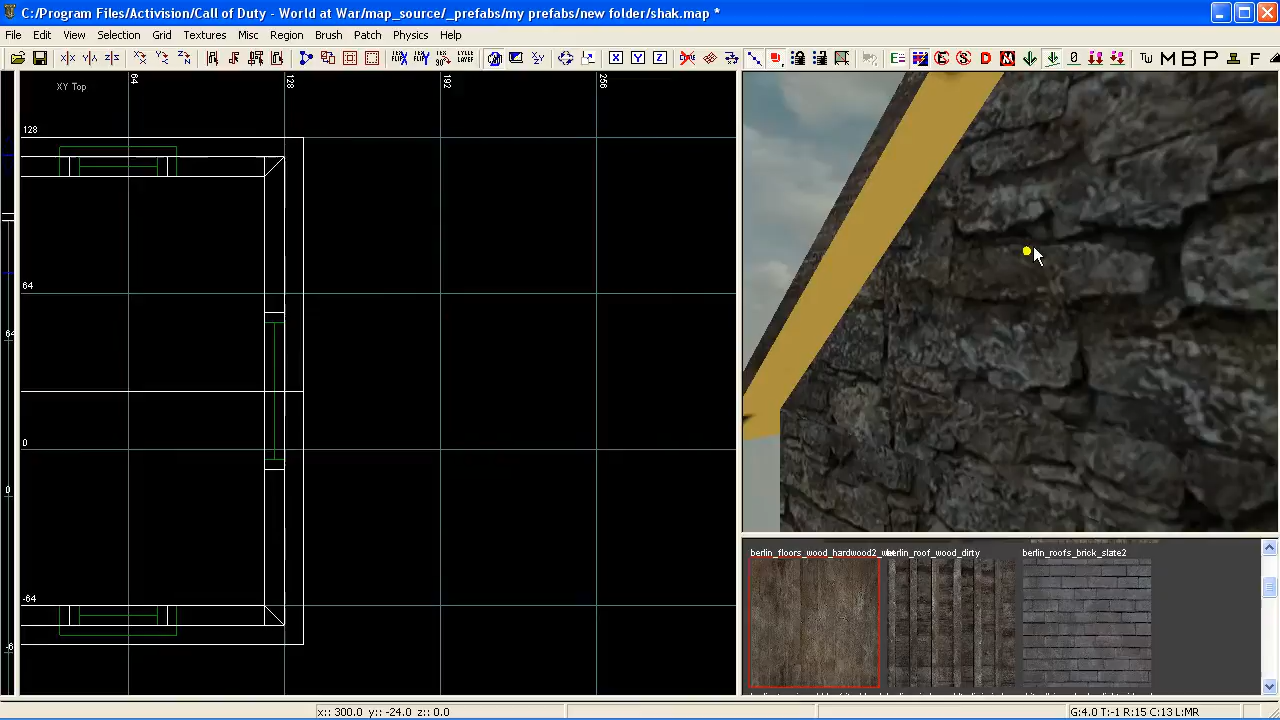 C:/Program Files/Activision/Call of Duty - World at War/map_source/_prefabs/my prefabs/new folder/shak.map *
File Edit View Selection Grid Textures Misc Region Brush Patch Physics Help
XY Top
64
128
192
256
128
64
64
0
0
-64
x:: 300.0 y:: -24.0 z:: 0.0
berlin_roof_wood_dirty
berlin_roofs_brick_slate2
G:4.0 T:-1 R:15 C:13 L:MR